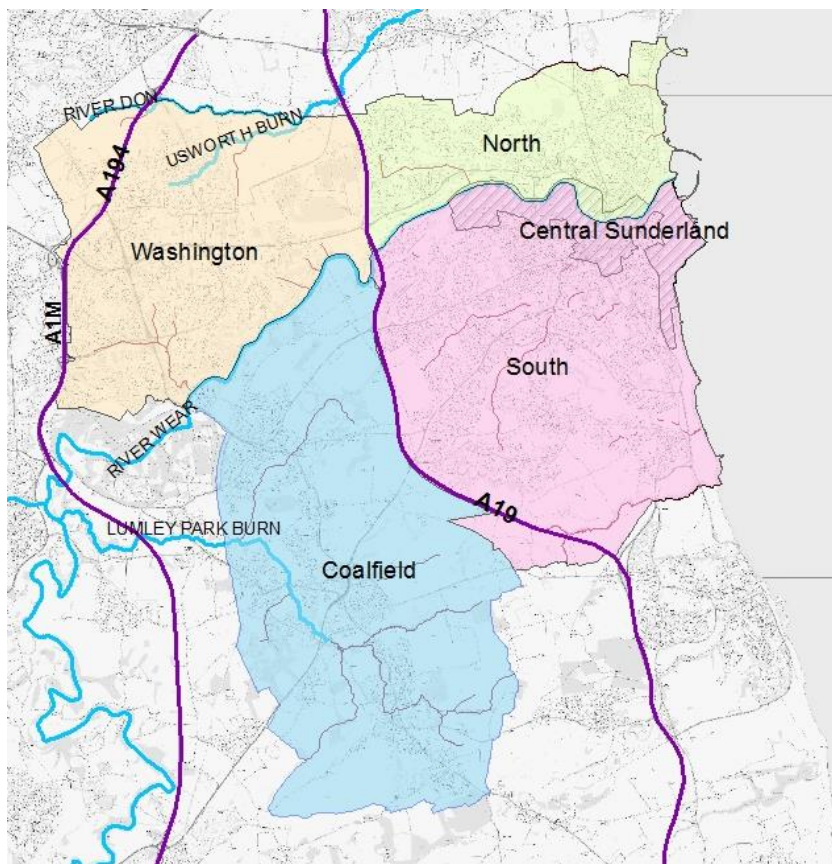 RIVER DON
USWORTH BURN
North
A194
Central Sunderland
Washington
A1M
South
RIVER WEAR
A19
LUMLEY PARK BURN
Coalfield